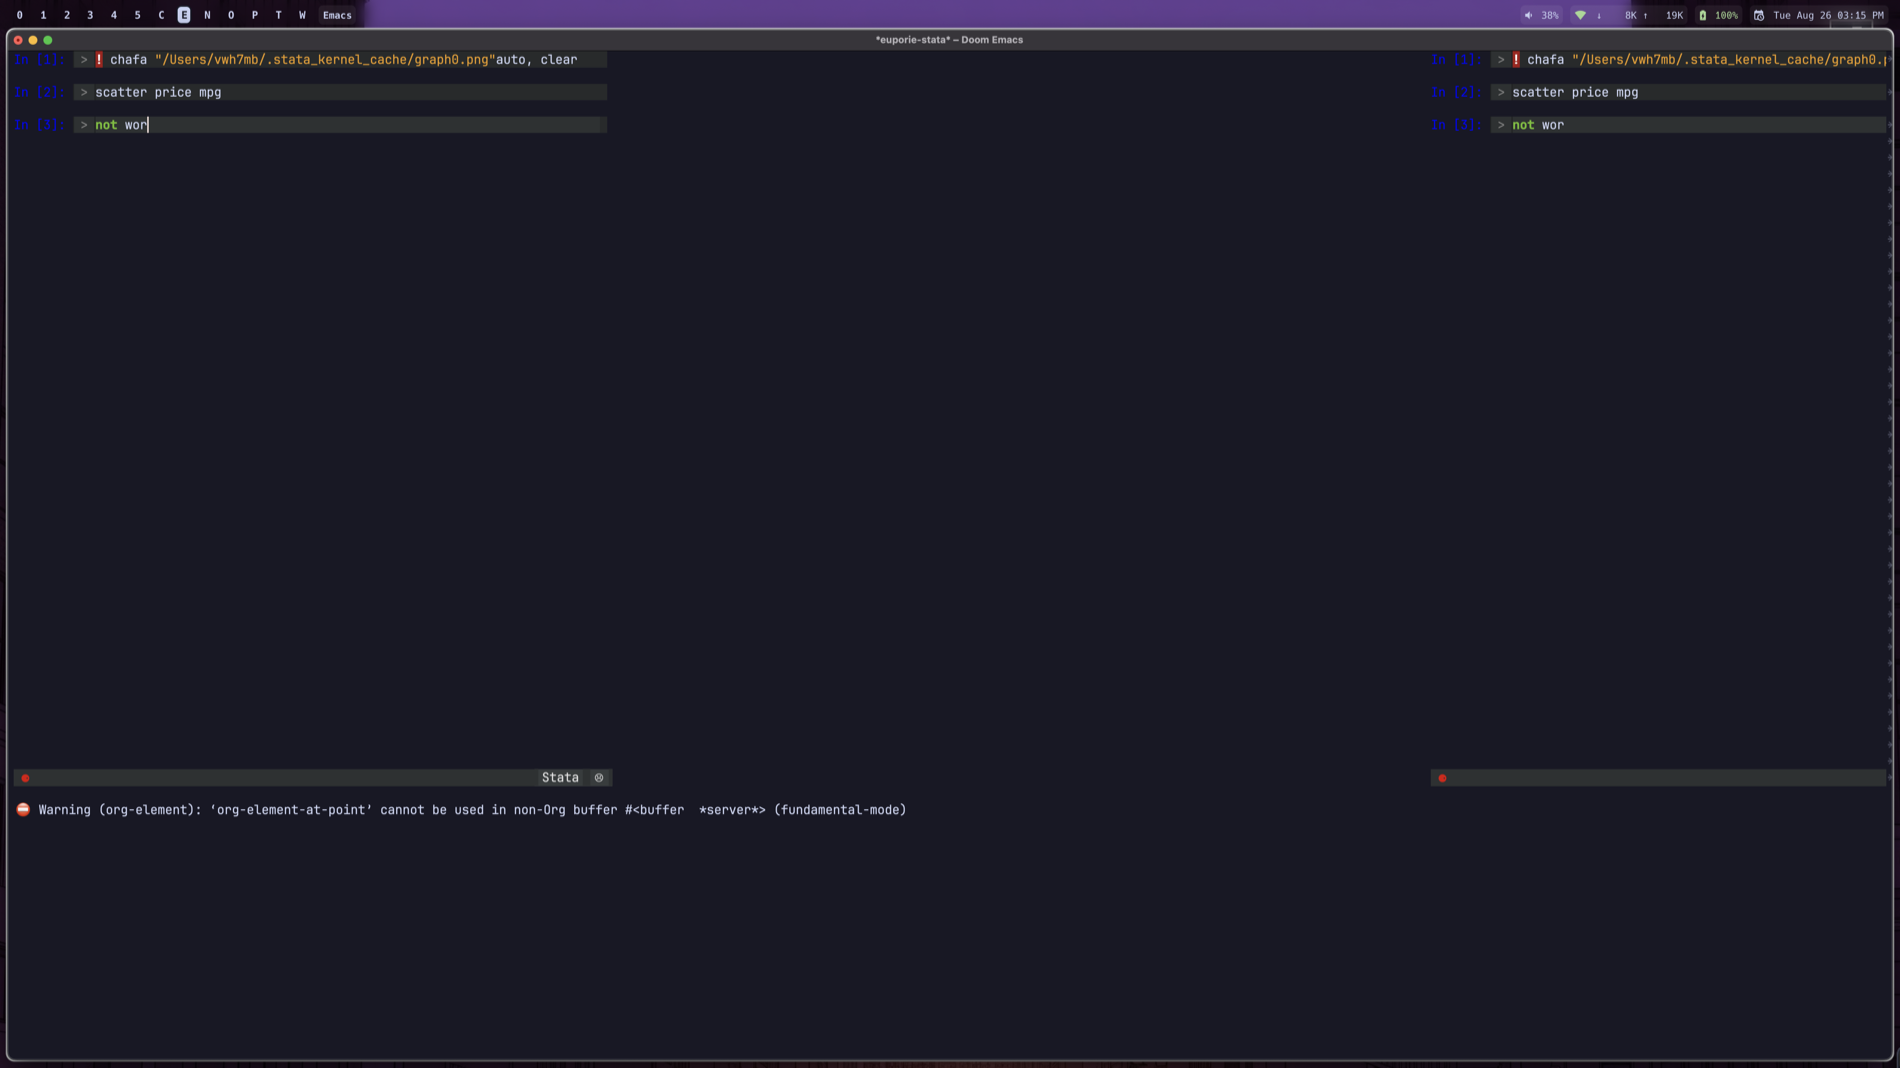 0 1 2 3 4 5 C E N O P T W Emacs 38% ↓ 8K ↑ 19K 100% Tue Aug 26 03:15 PM
*euporie-stata* – Doom Emacs
In [1]: > ! chafa "/Users/vwh7mb/.stata_kernel_cache/graph0.png"auto, clear
In [2]: > scatter price mpg
In [3]: > not wor
In [1]: > ! chafa "/Users/vwh7mb/.stata_kernel_cache/graph0.p
In [2]: > scatter price mpg
In [3]: > not wor
Stata
Warning (org-element): ‘org-element-at-point’ cannot be used in non-Org buffer #<buffer  *server*> (fundamental-mode)